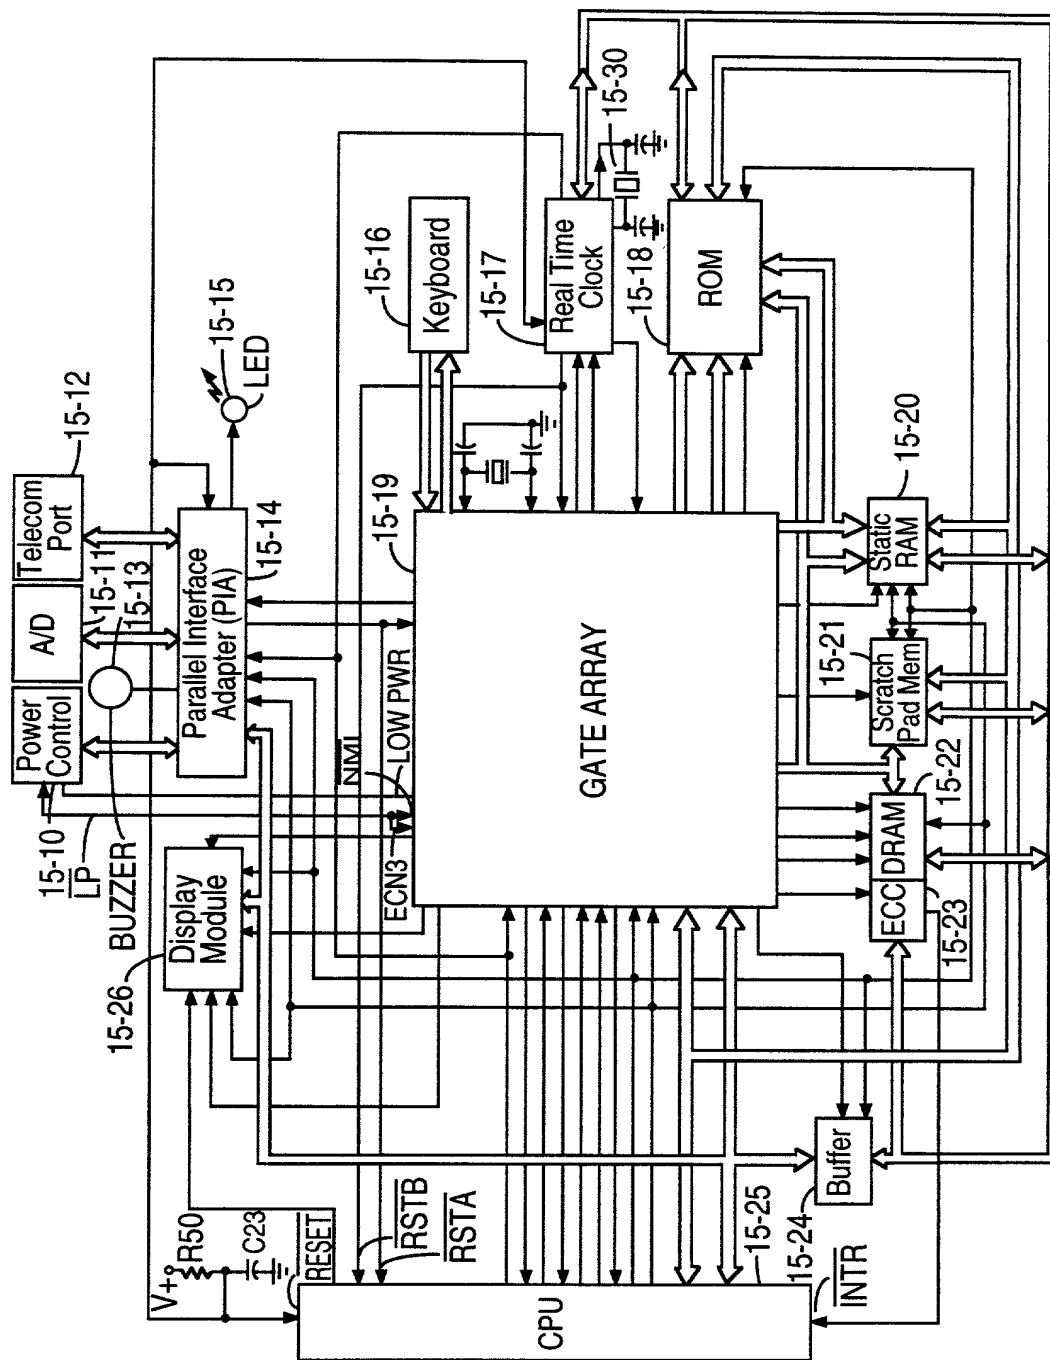 Power
Control
A/D
Telecom
Port
15-12
15-11
15-13
15-10
LP
BUZZER
Parallel Interface
Adapter (PIA)
15-14
15-15
LED
Display
Module
15-26
V+
R50
C23
RESET
RSTB
RSTA
CPU
15-25
INTR
ECN3
LOW PWR
NMI
GATE ARRAY
15-19
Keyboard
15-16
Real Time
Clock
15-17
15-30
ROM
15-18
Static
RAM
15-20
Scratch
Pad Mem
15-21
DRAM
15-22
ECC
15-23
Buffer
15-24